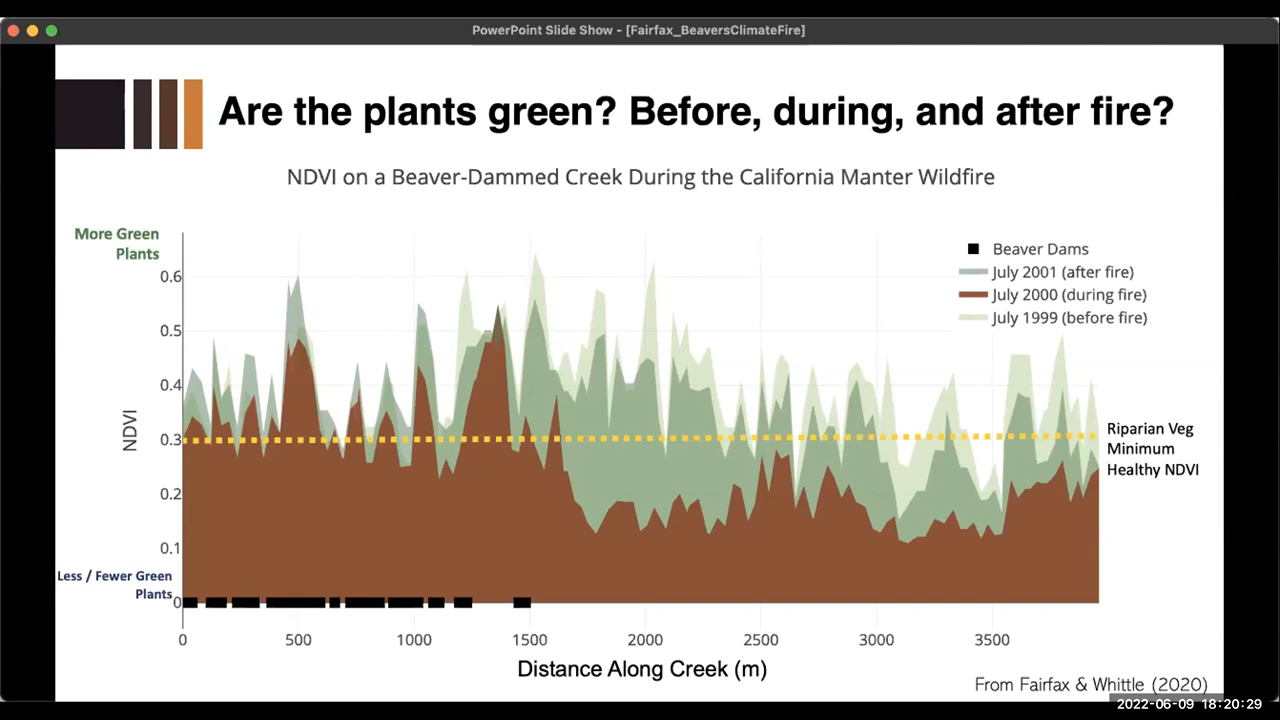 PowerPoint Slide Show - [Fairfax_BeaversClimateFire]
Are the plants green? Before, during, and after fire?
NDVI on a Beaver-Dammed Creek During the California Manter Wildfire
More Green
Plants
Beaver Dams
July 2001 (after fire)
July 2000 (during fire)
July 1999 (before fire)
0.6
0.5
0.4
0.3
0.2
0.1
0
NDVI
Riparian Veg
Minimum
Healthy NDVI
Less / Fewer Green
Plants
0 500 1000 1500 2000 2500 3000 3500
Distance Along Creek (m)
From Fairfax & Whittle (2020)
2022-06-09 18:20:29